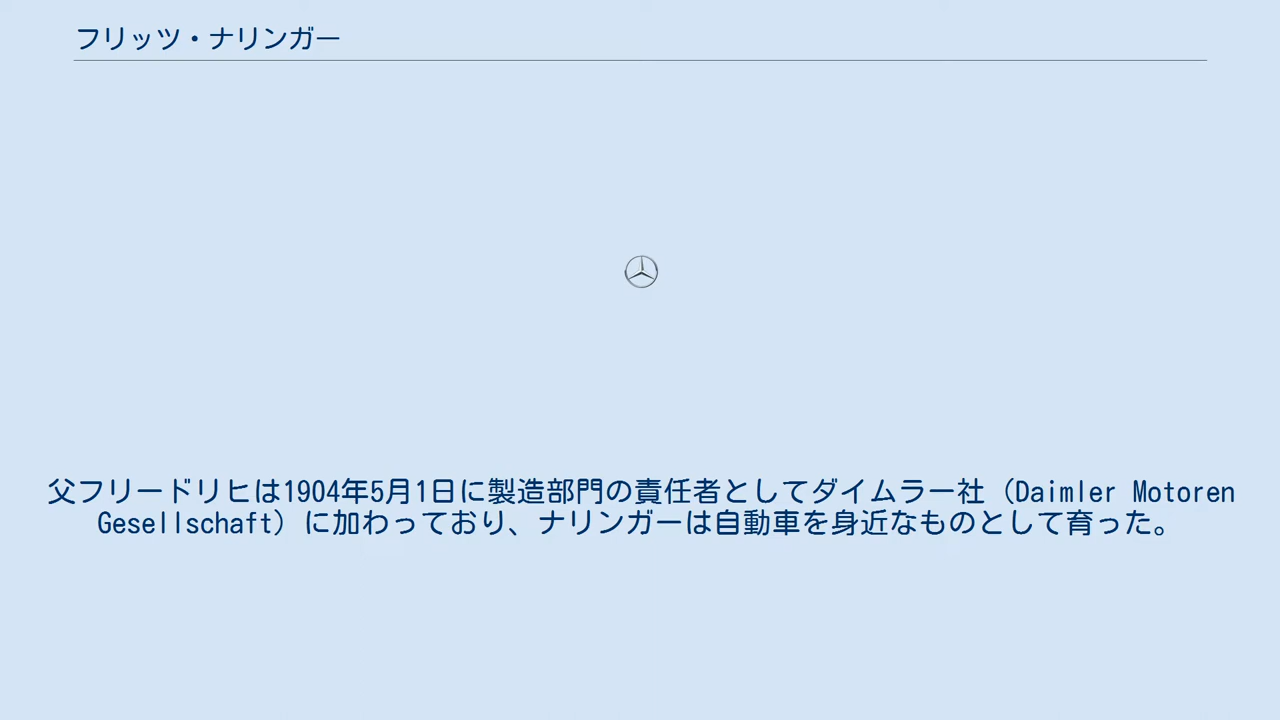 フリッツ・ナリンガー
父フリードリヒは1904年5月1日に製造部門の責任者としてダイムラー社（Daimler Motoren
Gesellschaft）に加わっており、ナリンガーは自動車を身近なものとして育った。